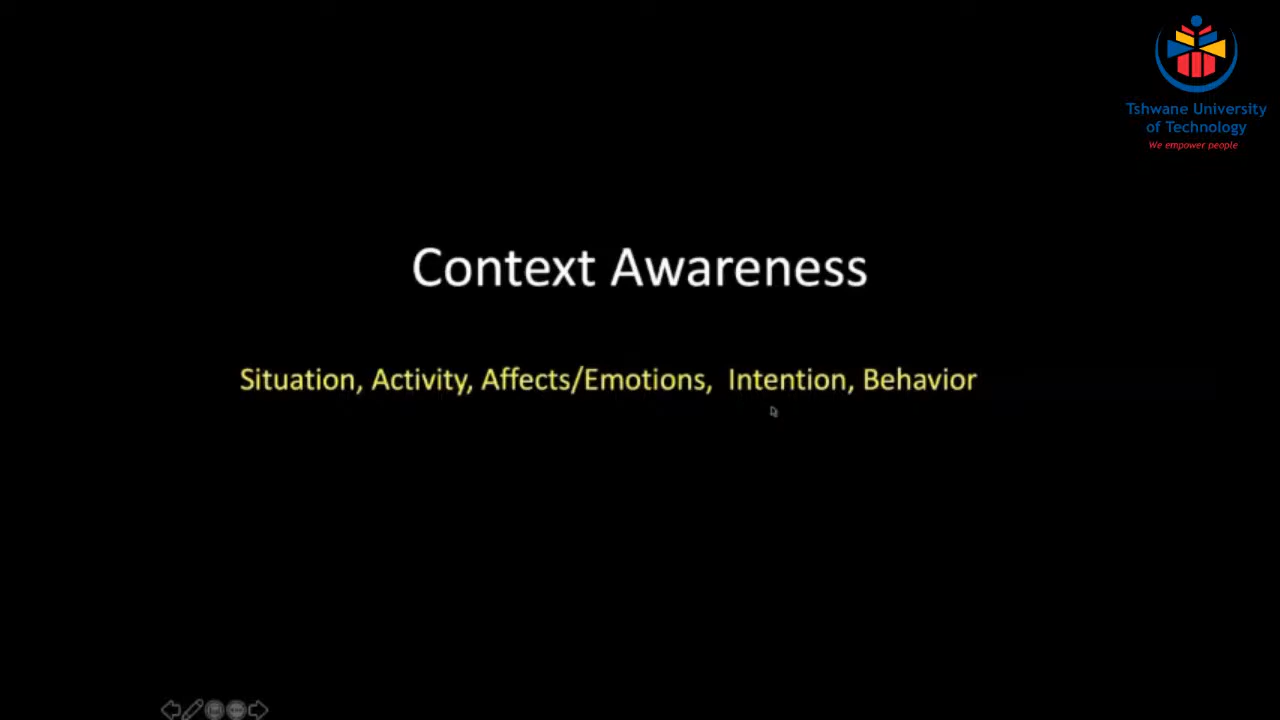 Tshwane University
of Technology
We empower people
Context Awareness
Situation, Activity, Affects/Emotions, Intention, Behavior